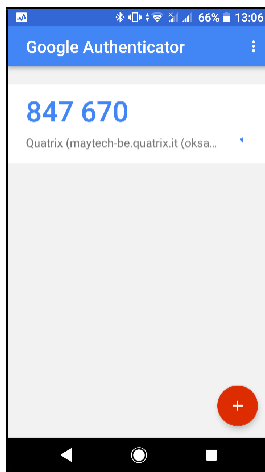 66% 13:06
Google Authenticator
847 670
Quatrix (maytech-be.quatrix.it (oksa...